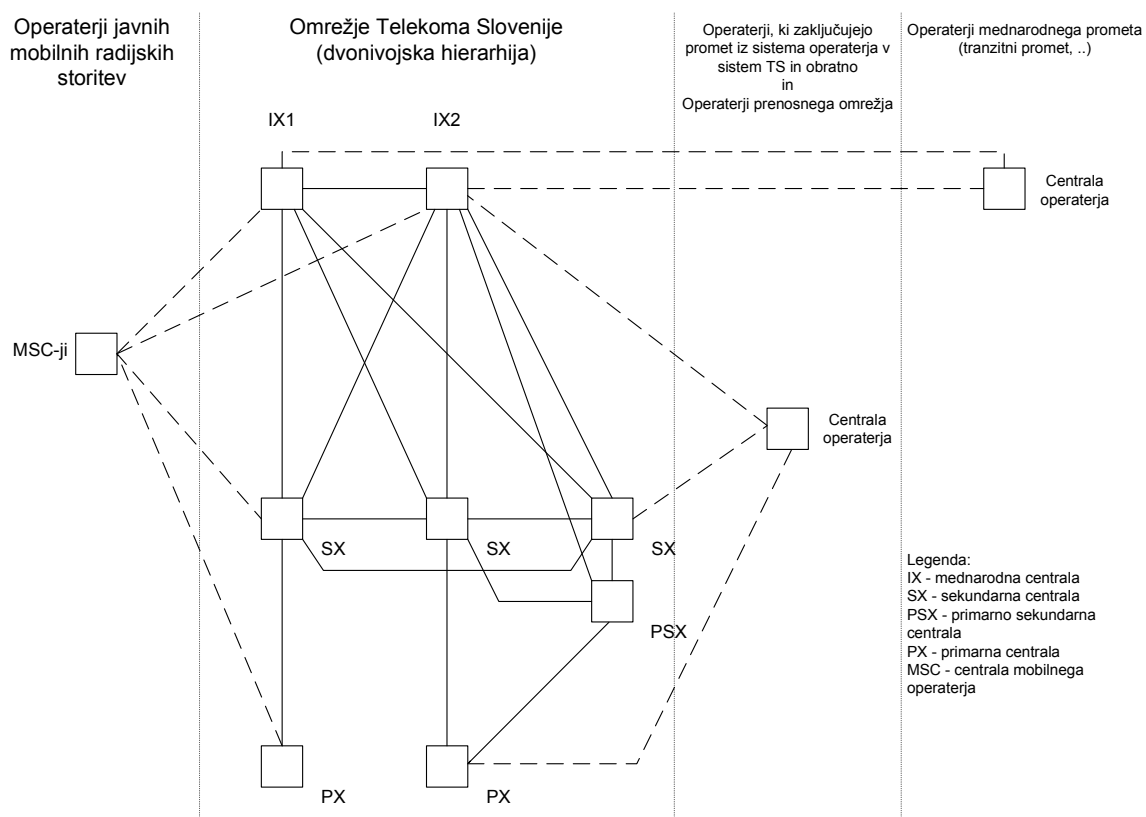 Operaterji javnih
mobilnih radijskih
storitev
Omrežje Telekoma Slovenije
(dvonivojska hierarhija)
Operaterji, ki zaključujejo
promet iz sistema operaterja v
sistem TS in obratno
in
Operaterji prenosnega omrežja
Operaterji mednarodnega prometa
(tranzitni promet, ..)
IX1
IX2
Centrala
operaterja
MSC-ji
Centrala
operaterja
SX
SX
SX
PSX
Legenda:
IX - mednarodna centrala
SX - sekundarna centrala
PSX - primarno sekundarna
centrala
PX - primarna centrala
MSC - centrala mobilnega
operaterja
PX
PX